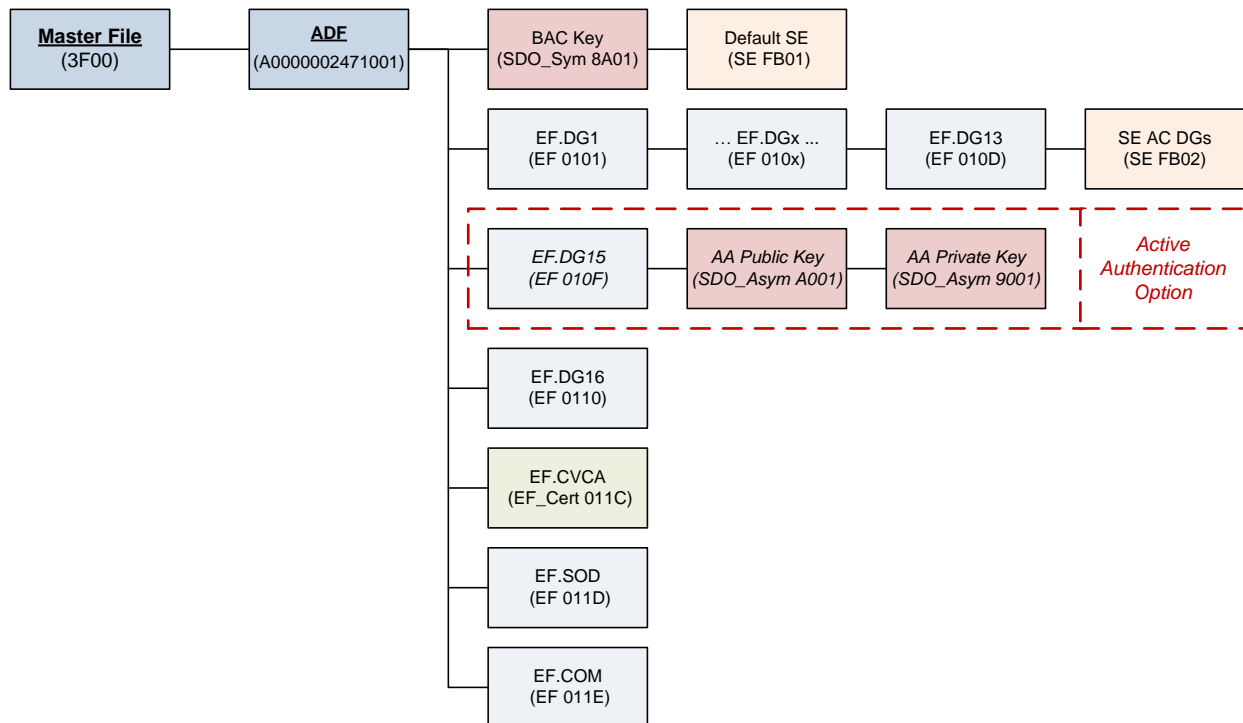 Master File
(3F00)
ADF
(A0000002471001)
BAC Key
(SDO_Sym 8A01)
Default SE
(SE FB01)
EF.DG1
(EF 0101)
... EF.DGx ...
(EF 010x)
EF.DG13
(EF 010D)
SE AC DGs
(SE FB02)
EF.DG15
(EF 010F)
AA Public Key
(SDO_Asym A001)
AA Private Key
(SDO_Asym 9001)
Active
Authentication
Option
EF.DG16
(EF 0110)
EF.CVCA
(EF_Cert 011C)
EF.SOD
(EF 011D)
EF.COM
(EF 011E)